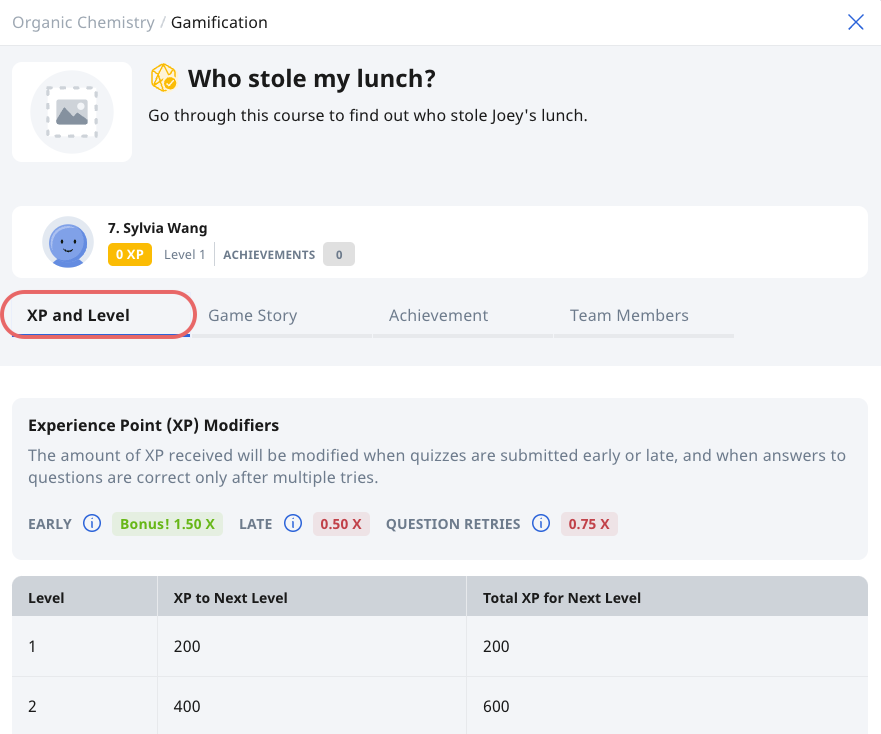 Organic Chemistry / Gamification
Who stole my lunch?
Go through this course to find out who stole Joey's lunch.
7. Sylvia Wang
0 XP Level 1 ACHIEVEMENTS 0
XP and Level Game Story Achievement Team Members
Experience Point (XP) Modifiers
The amount of XP received will be modified when quizzes are submitted early or late, and when answers to
questions are correct only after multiple tries.
EARLY Bonus! 1.50 X LATE 0.50 X QUESTION RETRIES 0.75 X
Level XP to Next Level Total XP for Next Level
1 200 200
2 400 600